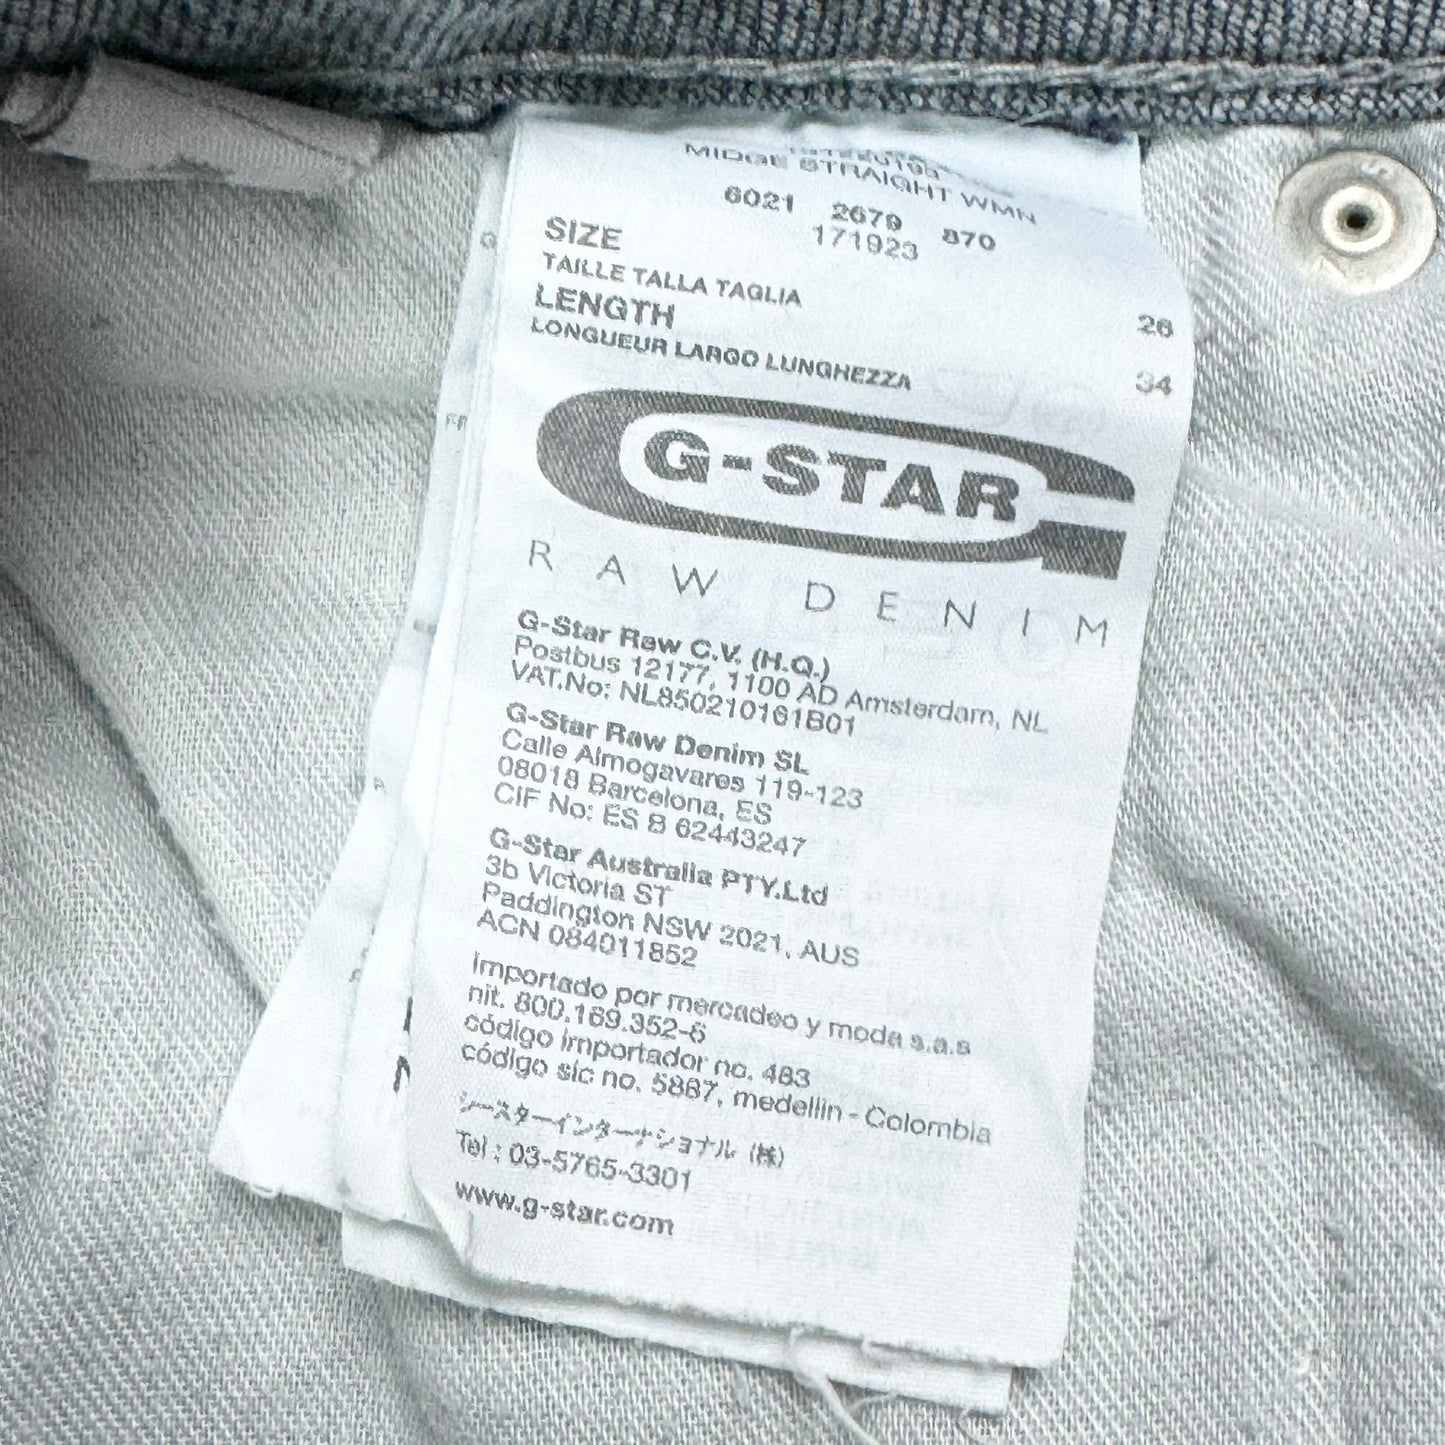 MIDGE STRAIGHT WMN
6021 2679 870
171923
SIZE
TAILLE TALLA TAGLIA 26
LENGTH
LONGUEUR LARGO LUNGHEZZA 34
G-STAR
RAW DENIM
G-Star Raw C.V. (H.Q.)
Postbus 12177, 1100 AD Amsterdam, NL
VAT.No: NL850210161B01
G-Star Raw Denim SL
Calle Almogavares 119-123
08018 Barcelona, ES
CIF No: ES B 62443247
G-Star Australia PTY.Ltd
3b Victoria ST
Paddington NSW 2021, AUS
ACN 084011852
Importado por mercadeo y moda s.a.s
nit. 800.169.352-6
código importador no. 463
código sic no. 5887, medellin - Colombia
ジースターインターナショナル (株)
Tel : 03-5765-3301
www.g-star.com